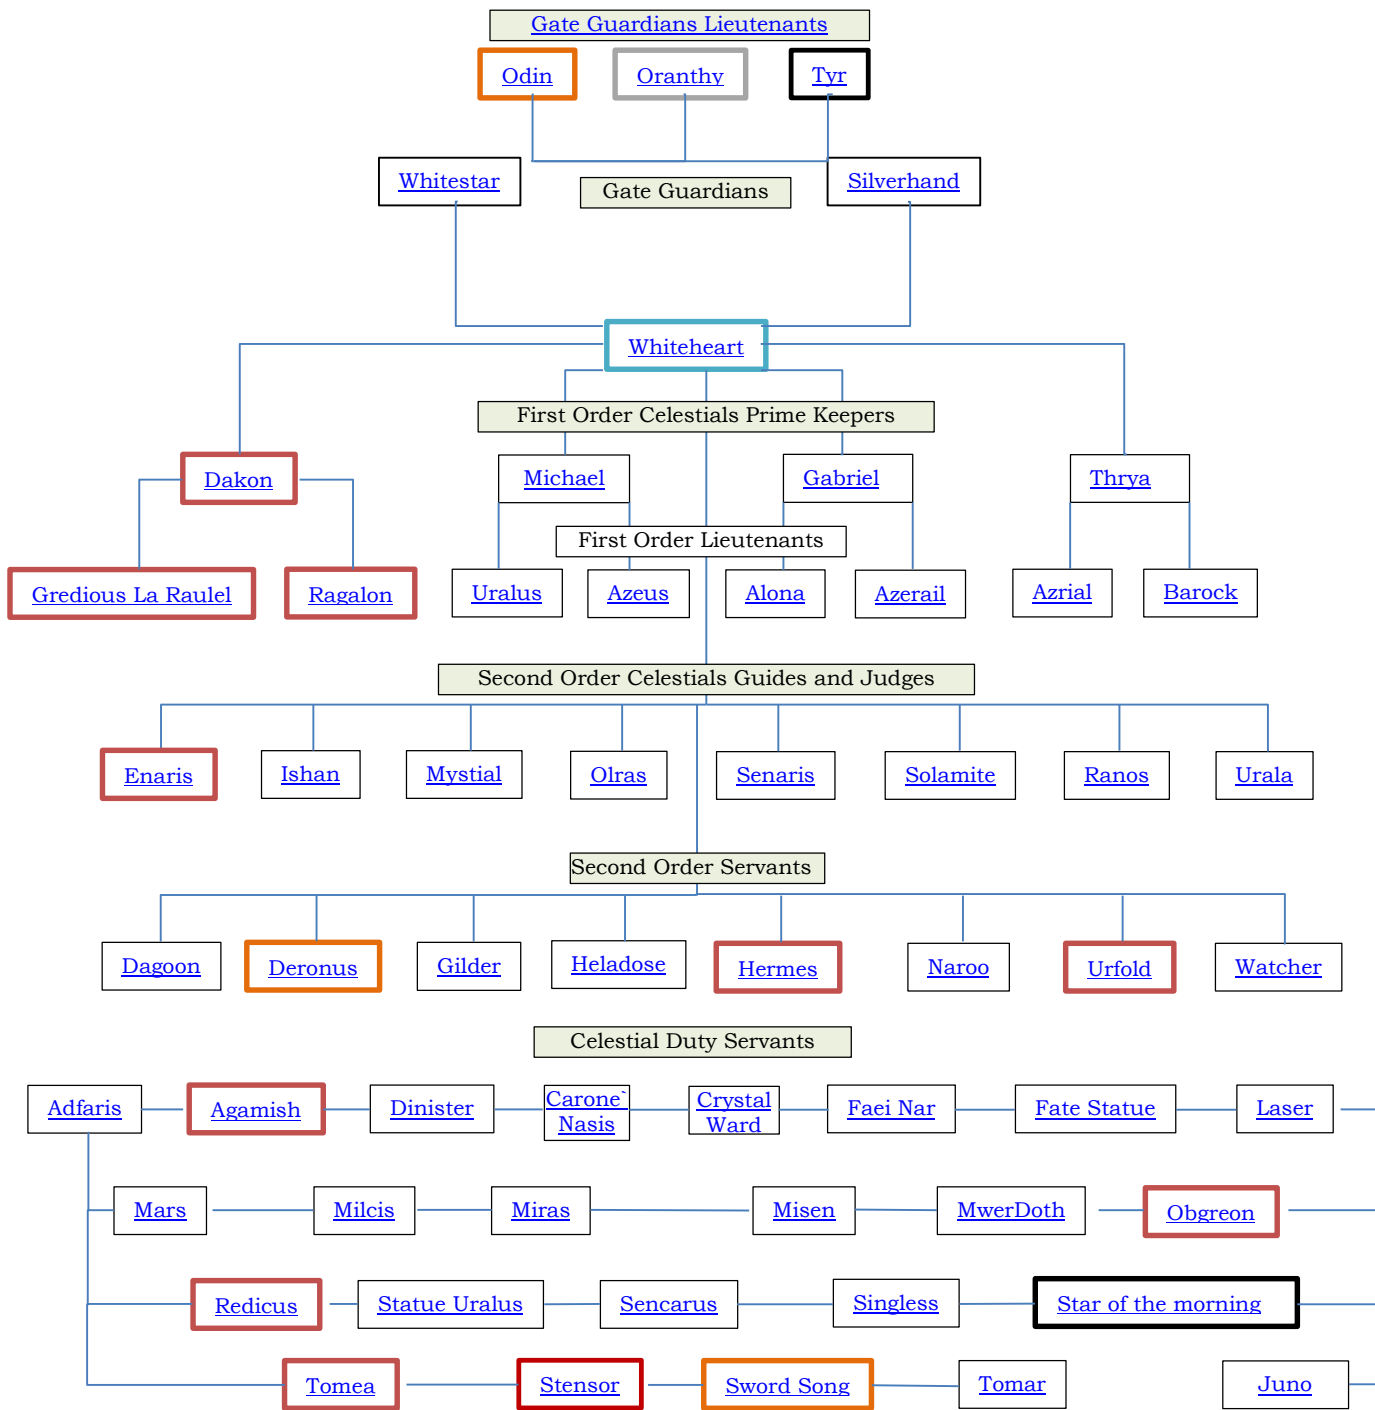 Gate Guardians Lieutenants
Odin
Oranthy
Tyr
Whitestar
Silverhand
Gate Guardians
Whiteheart
First Order Celestials Prime Keepers
Dakon
Michael
Gabriel
Thrya
First Order Lieutenants
Gredious La Raulel
Ragalon
Uralus
Azeus
Alona
Azerail
Azrial
Barock
Second Order Celestials Guides and Judges
Enaris
Ishan
Mystial
Olras
Senaris
Solamite
Ranos
Urala
Second Order Servants
Dagoon
Deronus
Gilder
Heladose
Hermes
Naroo
Urfold
Watcher
Celestial Duty Servants
Adfaris
Agamish
Dinister
Carone`
Nasis
Crystal
Ward
Faei Nar
Fate Statue
Laser
Mars
Milcis
Miras
Misen
MwerDoth
Obgreon
Redicus
Statue Uralus
Sencarus
Singless
Star of the morning
Tomea
Stensor
Sword Song
Tomar
Juno